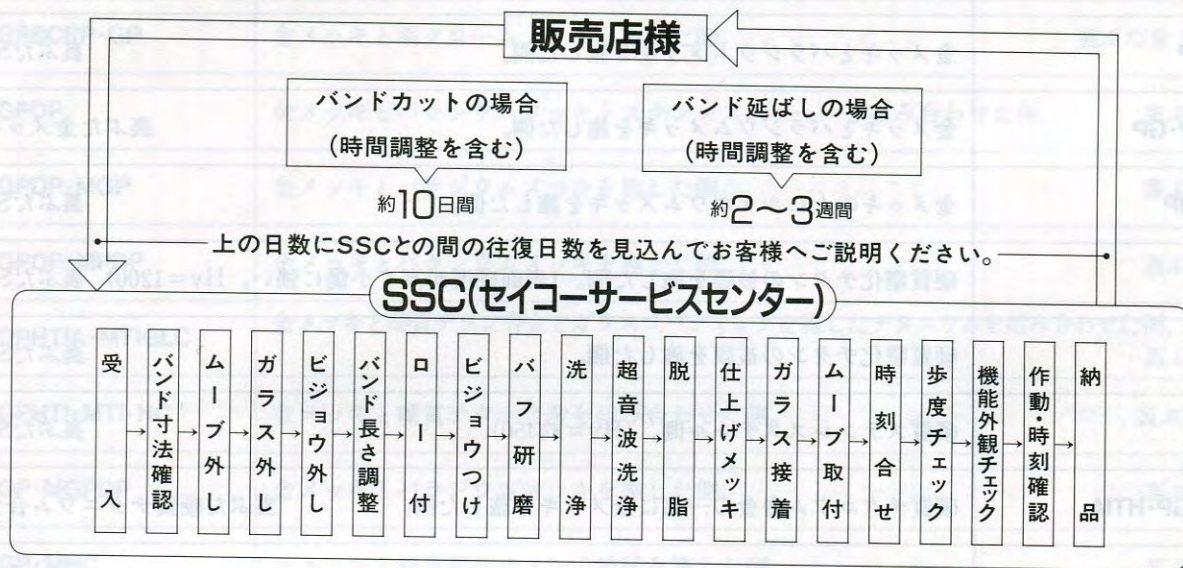 販売店様
バンドカットの場合
(時間調整を含む)
約10日間
バンド延ばしの場合
(時間調整を含む)
約2〜3週間
上の日数にSSCとの間の往復日数を見込んでお客様へご説明ください。
SSC(セイコーサービスセンター)
受入
バンド寸法確認
ムーブ外し
ガラス外し
ビジョウ外し
バンド長さ調整
ロー付
ビジョウつけ
バフ研磨
洗浄
超音波洗浄
脱脂
仕上げメッキ
ガラス接着
ムーブ取付
時刻合せ
歩度チェック
機能外観チェック
作動・時刻確認
納品